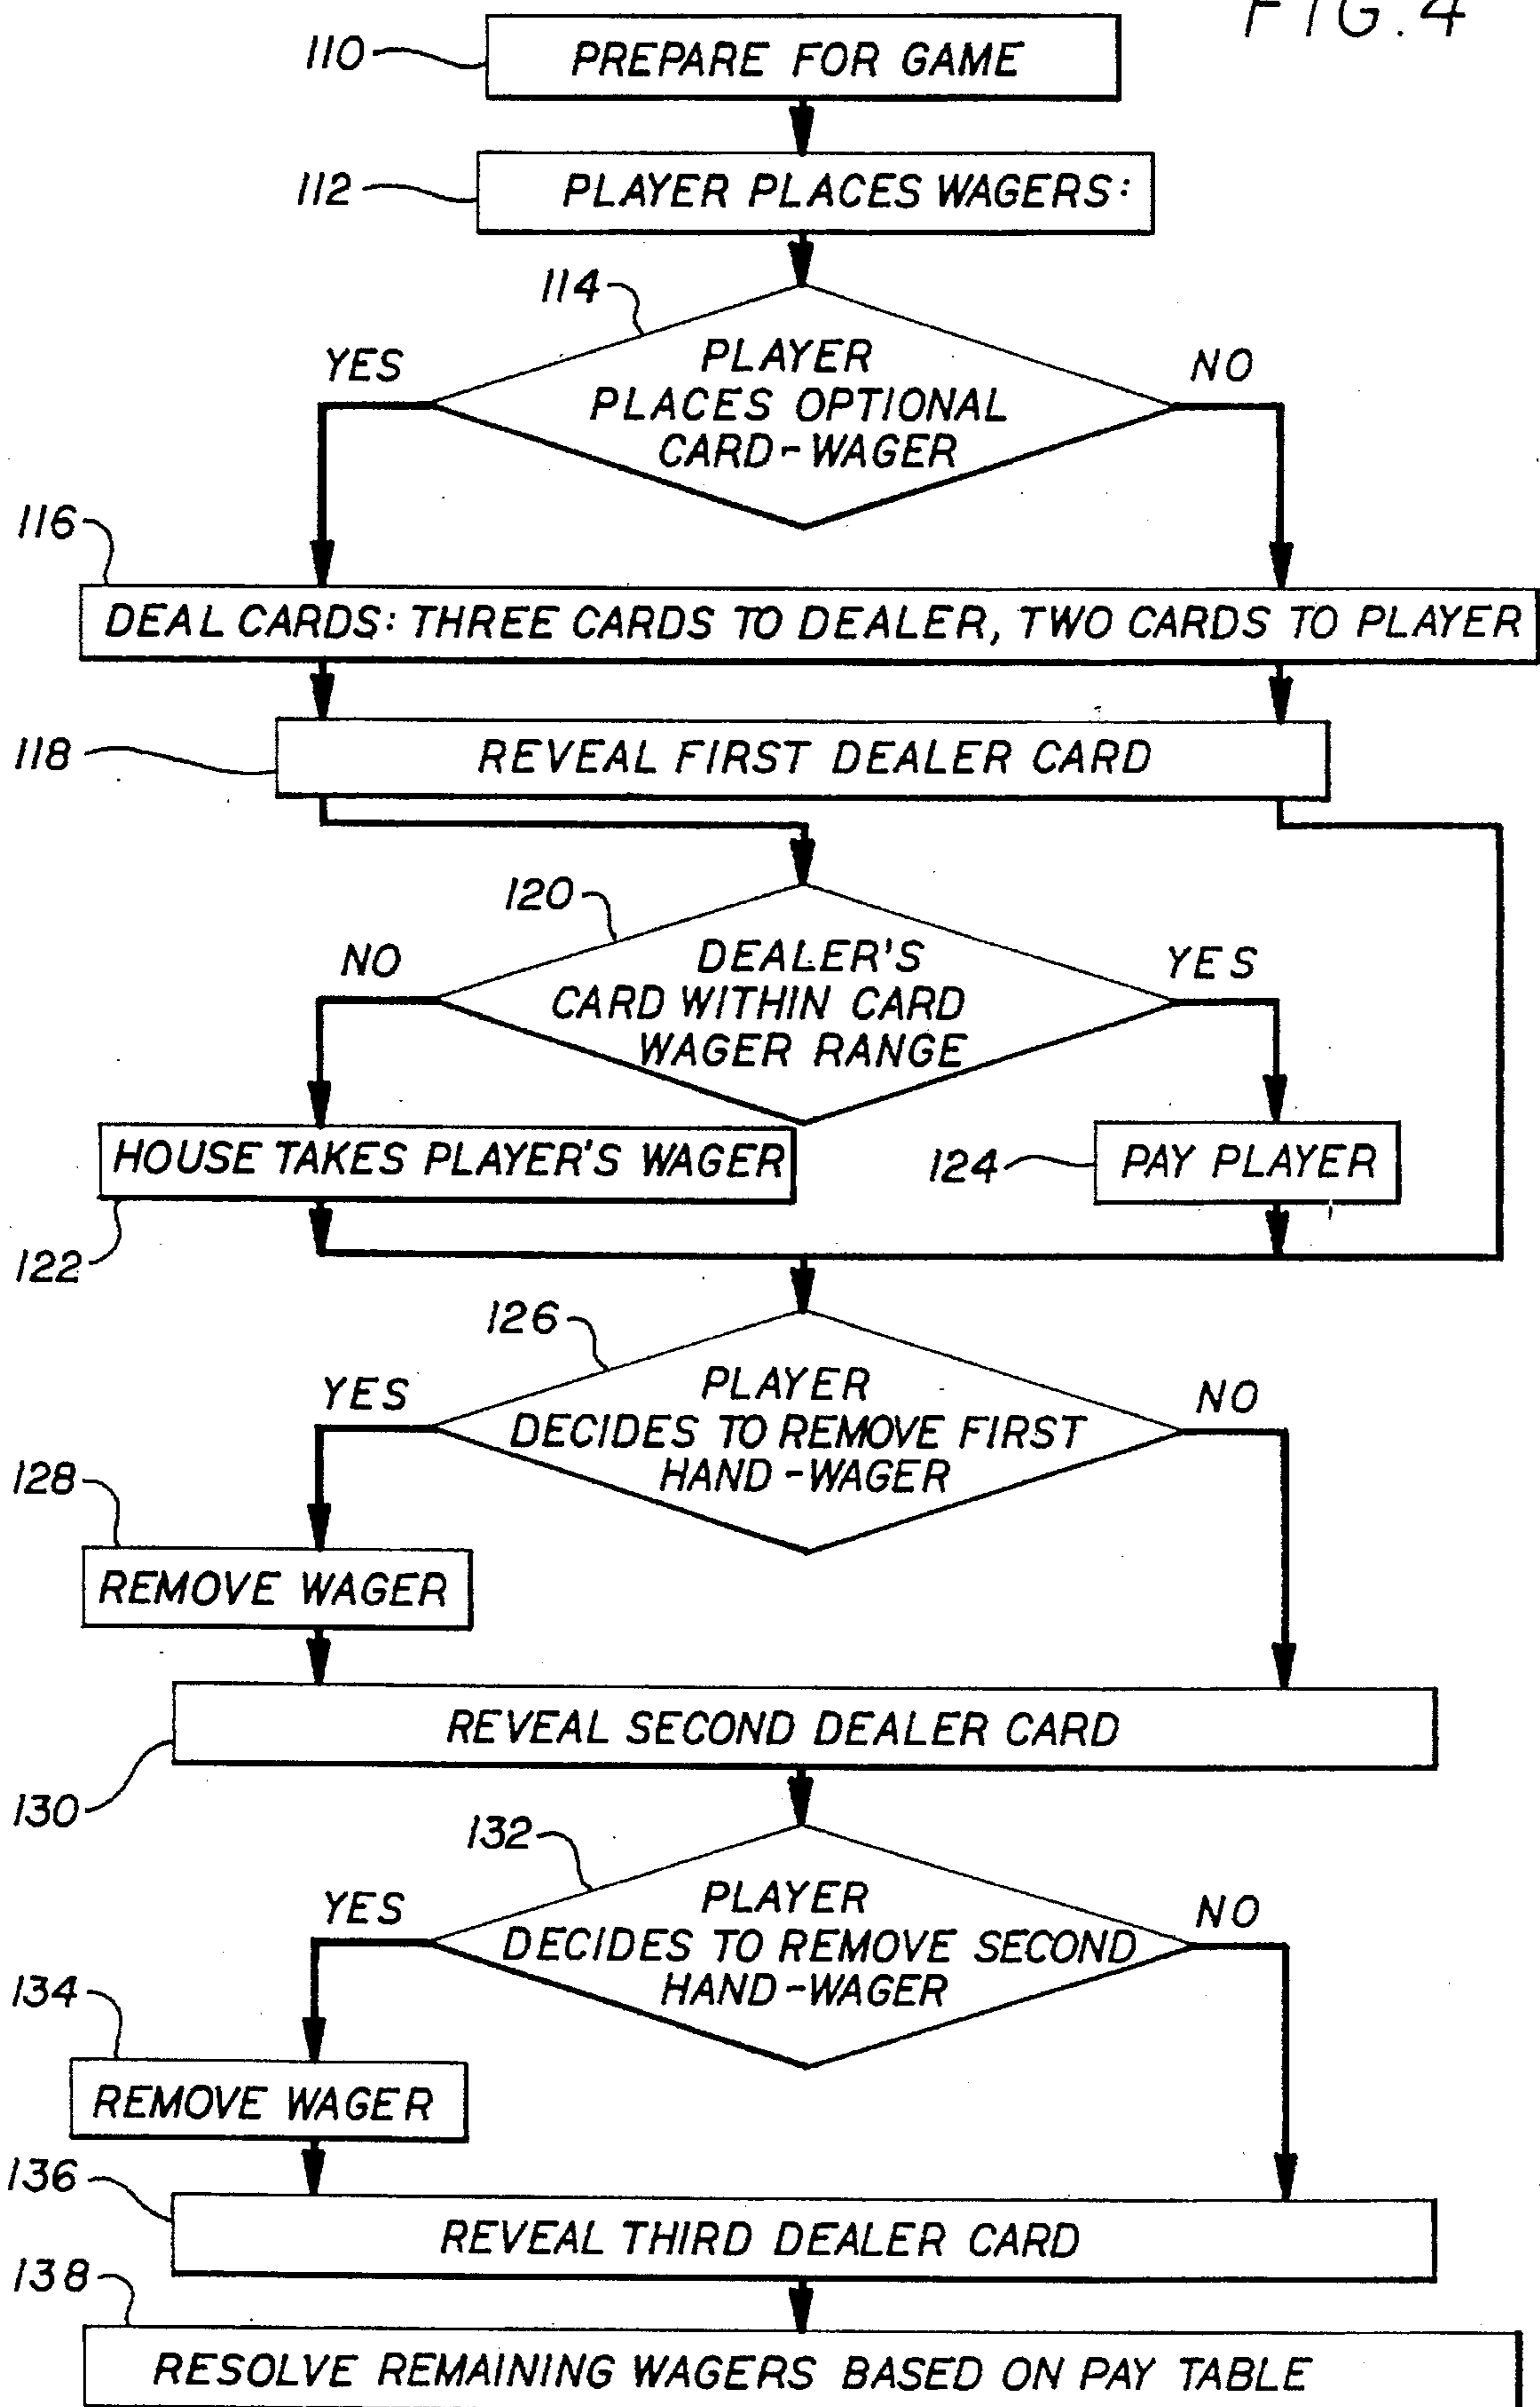 FIG. 4
110
PREPARE FOR GAME
112
PLAYER PLACES WAGERS:
114
YES
PLAYER
PLACES OPTIONAL
CARD-WAGER
NO
116
DEAL CARDS: THREE CARDS TO DEALER, TWO CARDS TO PLAYER
118
REVEAL FIRST DEALER CARD
120
NO
DEALER'S
CARD WITHIN CARD
WAGER RANGE
YES
HOUSE TAKES PLAYER'S WAGER
124
PAY PLAYER
122
126
YES
PLAYER
DECIDES TO REMOVE FIRST
HAND-WAGER
NO
128
REMOVE WAGER
REVEAL SECOND DEALER CARD
130
132
YES
PLAYER
DECIDES TO REMOVE SECOND
HAND-WAGER
NO
134
REMOVE WAGER
136
REVEAL THIRD DEALER CARD
138
RESOLVE REMAINING WAGERS BASED ON PAY TABLE